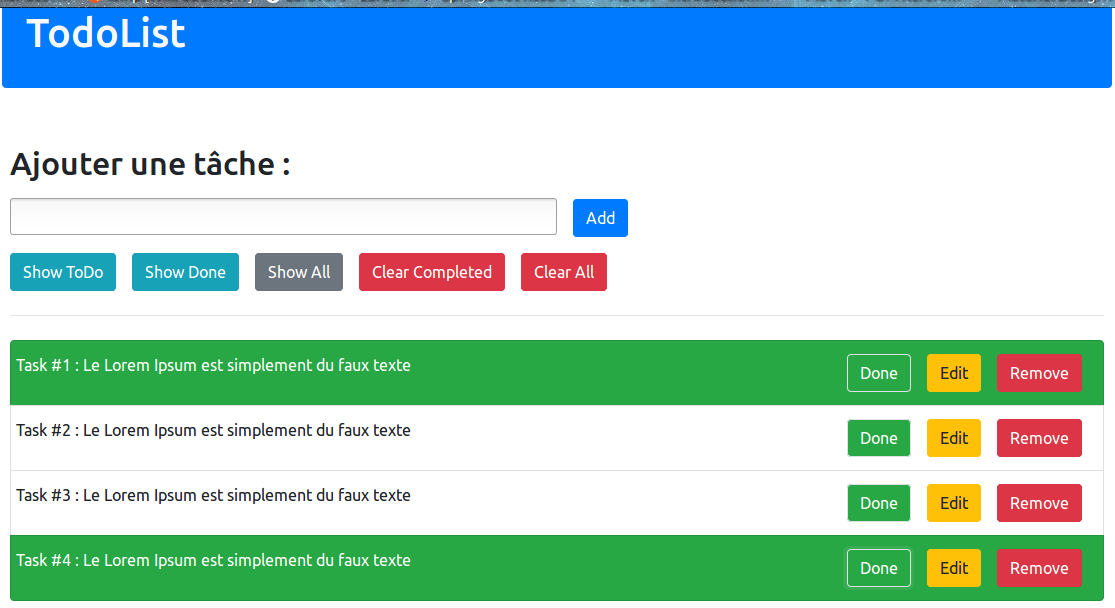 TodoList
Ajouter une tâche :
Add
Show ToDo Show Done Show All Clear Completed Clear All
Task #1 : Le Lorem Ipsum est simplement du faux texte Done Edit Remove
Task #2 : Le Lorem Ipsum est simplement du faux texte Done Edit Remove
Task #3 : Le Lorem Ipsum est simplement du faux texte Done Edit Remove
Task #4 : Le Lorem Ipsum est simplement du faux texte Done Edit Remove